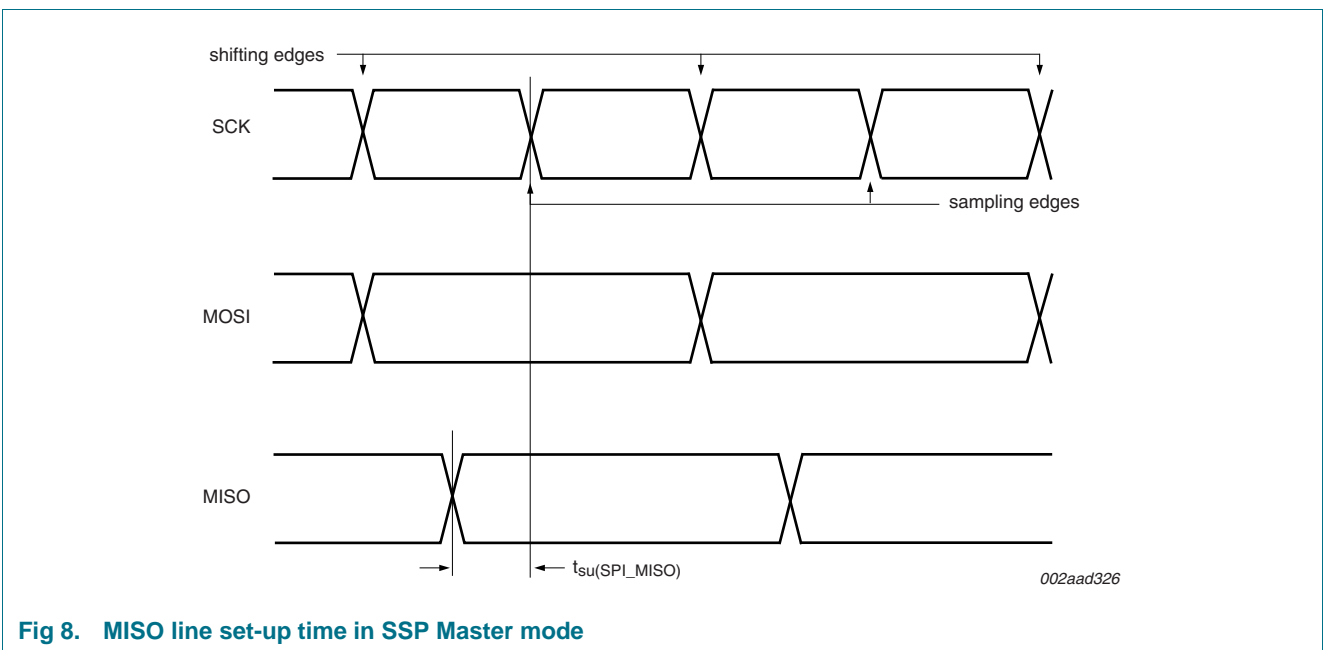 shifting edges
SCK
sampling edges
MOSI
MISO
tsu(SPI_MISO)
002aad326
Fig 8. MISO line set-up time in SSP Master mode